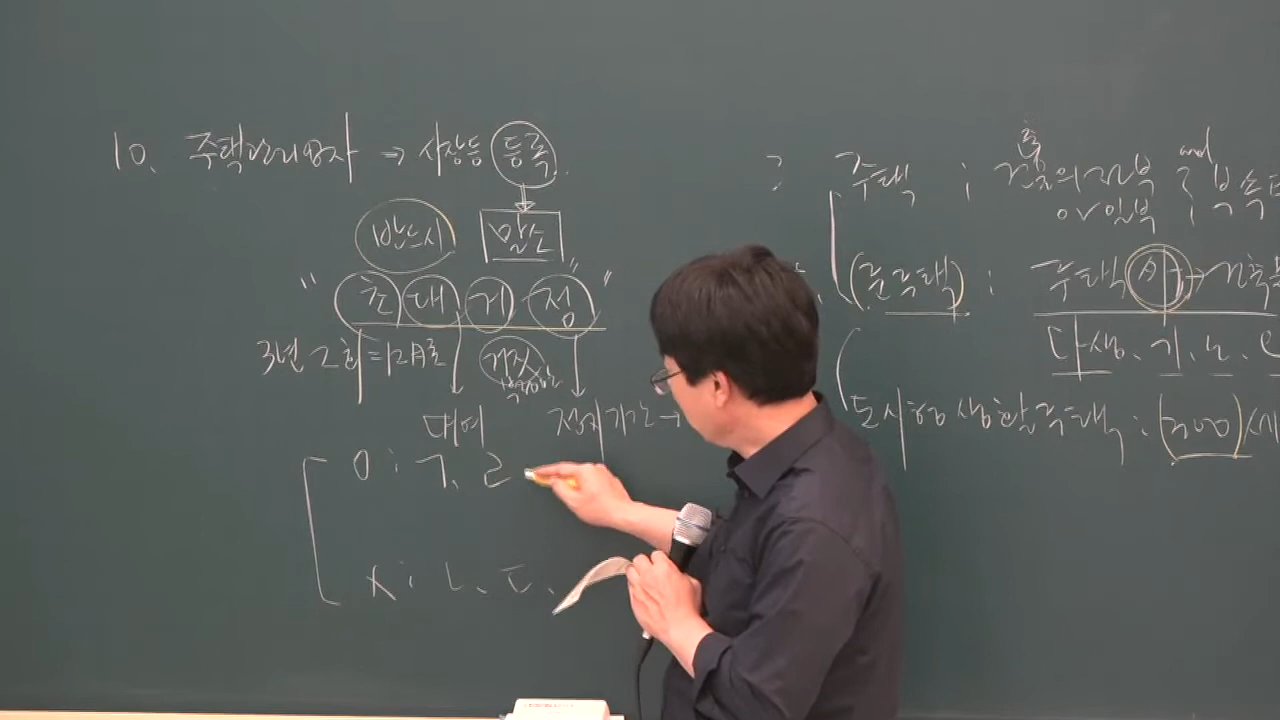 10. 주택관리업자 → 시장등 등록.
반드시 말소
" 초 대 거 정 "
3년 2회=12月로 거짓
대여 정지기간→
O : ㄱ, ㄹ
X : ㄴ, ㄷ,
? 주택 : 건물의 전부 and 부속토
or 일부
(준주택) : 주택 外 → 건축물
다생, 기, 노, 오
도시형생활주택 : (300) 세